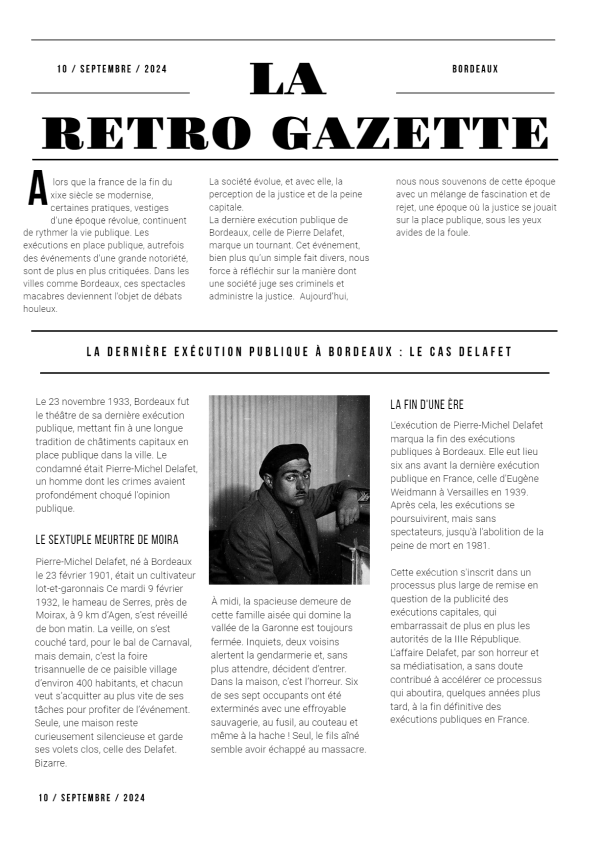 10 / SEPTEMBRE / 2024
BORDEAUX
LA
RETRO GAZETTE
Alors que la france de la fin du
xixe siècle se modernise,
certaines pratiques, vestiges
d'une époque révolue, continuent
de rythmer la vie publique. Les
exécutions en place publique, autrefois
des événements d'une grande notoriété,
sont de plus en plus critiquées. Dans les
villes comme Bordeaux, ces spectacles
macabres deviennent l'objet de débats
houleux.
La société évolue, et avec elle, la
perception de la justice et de la peine
capitale.
La dernière exécution publique de
Bordeaux, celle de Pierre Delafet,
marque un tournant. Cet événement,
bien plus qu'un simple fait divers, nous
force à réfléchir sur la manière dont
une société juge ses criminels et
administre la justice. Aujourd'hui,
nous nous souvenons de cette époque
avec un mélange de fascination et de
rejet, une époque où la justice se jouait
sur la place publique, sous les yeux
avides de la foule.
LA DERNIÈRE EXÉCUTION PUBLIQUE À BORDEAUX : LE CAS DELAFET
Le 23 novembre 1933, Bordeaux fut
le théâtre de sa dernière exécution
publique, mettant fin à une longue
tradition de châtiments capitaux en
place publique dans la ville. Le
condamné était Pierre-Michel Delafet,
un homme dont les crimes avaient
profondément choqué l'opinion
publique.
LE SEXTUPLE MEURTRE DE MOIRA
Pierre-Michel Delafet, né à Bordeaux
le 23 février 1901, était un cultivateur
lot-et-garonnais Ce mardi 9 février
1932, le hameau de Serres, près de
Moirax, à 9 km d'Agen, s'est réveillé
de bon matin. La veille, on s'est
couché tard, pour le bal de Carnaval,
mais demain, c'est la foire
trisannuelle de ce paisible village
d'environ 400 habitants, et chacun
veut s'acquitter au plus vite de ses
tâches pour profiter de l'événement.
Seule, une maison reste
curieusement silencieuse et garde
ses volets clos, celle des Delafet.
Bizarre.
À midi, la spacieuse demeure de
cette famille aisée qui domine la
vallée de la Garonne est toujours
fermée. Inquiets, deux voisins
alertent la gendarmerie et, sans
plus attendre, décident d'entrer.
Dans la maison, c'est l'horreur. Six
de ses sept occupants ont été
exterminés avec une effroyable
sauvagerie, au fusil, au couteau et
même à la hache ! Seul, le fils aîné
semble avoir échappé au massacre.
LA FIN D'UNE ÈRE
L'exécution de Pierre-Michel Delafet
marqua la fin des exécutions
publiques à Bordeaux. Elle eut lieu
six ans avant la dernière exécution
publique en France, celle d'Eugène
Weidmann à Versailles en 1939.
Après cela, les exécutions se
poursuivirent, mais sans
spectateurs, jusqu'à l'abolition de la
peine de mort en 1981.
Cette exécution s'inscrit dans un
processus plus large de remise en
question de la publicité des
exécutions capitales, qui
embarrassait de plus en plus les
autorités de la IIIe République.
L'affaire Delafet, par son horreur et
sa médiatisation, a sans doute
contribué à accélérer ce processus
qui aboutira, quelques années plus
tard, à la fin définitive des
exécutions publiques en France.
10 / SEPTEMBRE / 2024